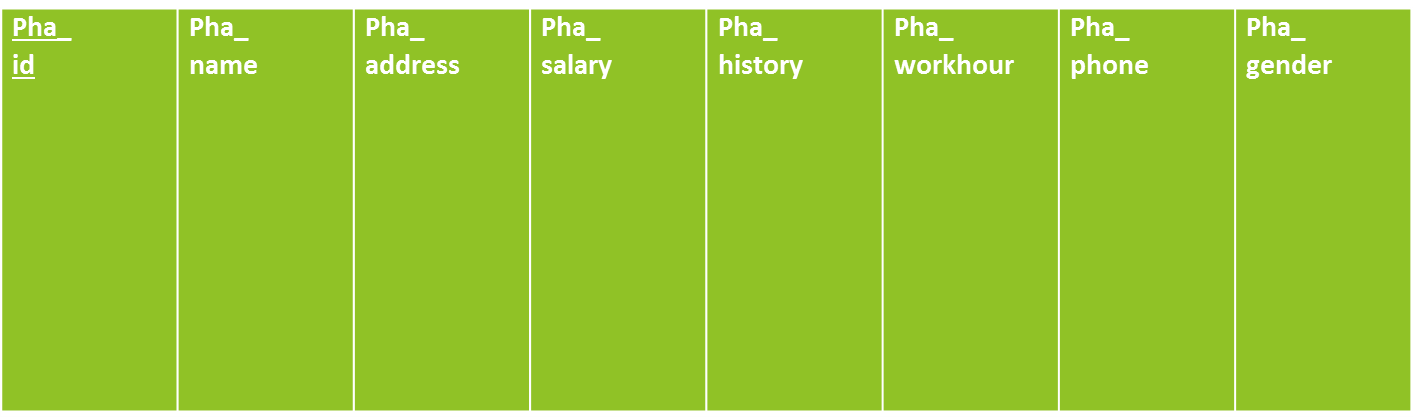 Pha_
id
Pha_
name
Pha_
address
Pha_
salary
Pha_
history
Pha_
workhour
Pha_
phone
Pha_
gender